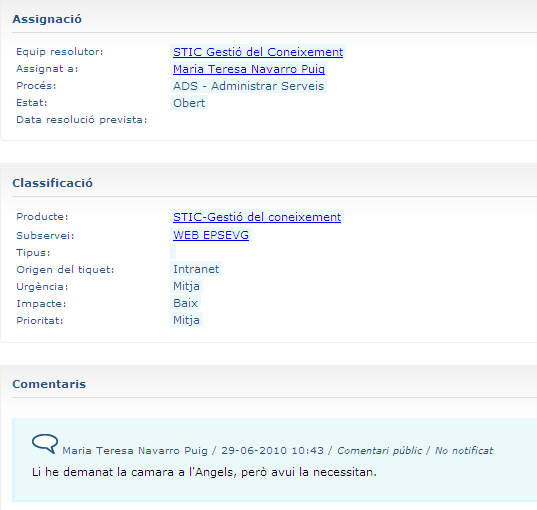 Assignació
Equip resolutor: STIC Gestió del Coneixement
Assignat a: Maria Teresa Navarro Puig
Procés: ADS - Administrar Serveis
Estat: Obert
Data resolució prevista:
Classificació
Producte: STIC-Gestió del coneixement
Subservei: WEB EPSEVG
Tipus:
Origen del tiquet: Intranet
Urgència: Mitja
Impacte: Baix
Prioritat: Mitja
Comentaris
Maria Teresa Navarro Puig / 29-06-2010 10:43 / Comentari públic / No notificat
Li he demanat la camara a l'Angels, però avui la necessitan.